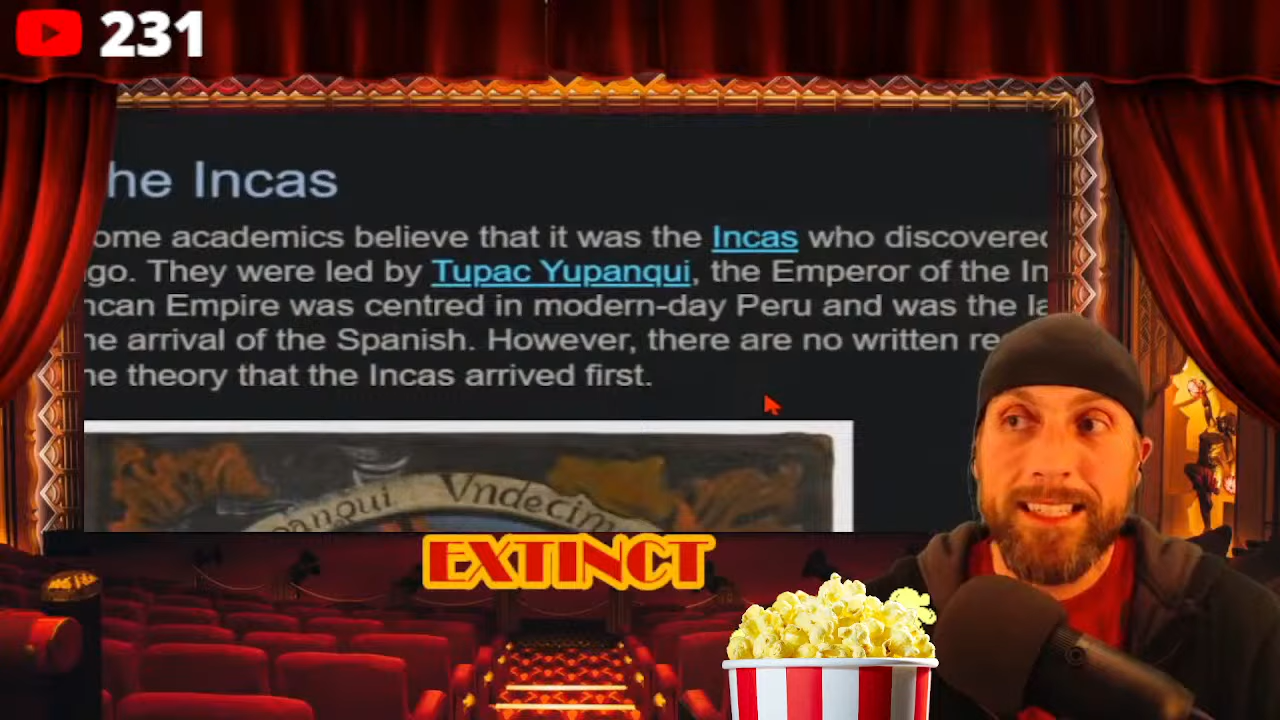 231
he Incas
ome academics believe that it was the Incas who discovered
go. They were led by Tupac Yupanqui, the Emperor of the In
ncan Empire was centred in modern-day Peru and was the la
he arrival of the Spanish. However, there are no written re
he theory that the Incas arrived first.
anqui Vndecim
EXTINCT